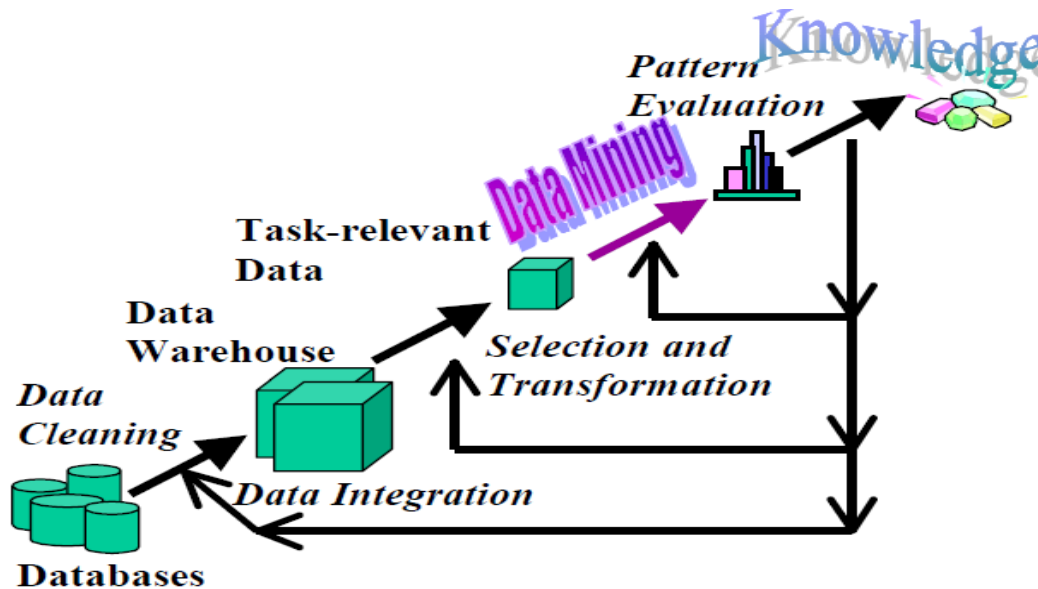 Knowledge
Pattern
Evaluation
Data Mining
Task-relevant
Data
Data
Warehouse
Selection and
Transformation
Data
Cleaning
Data Integration
Databases